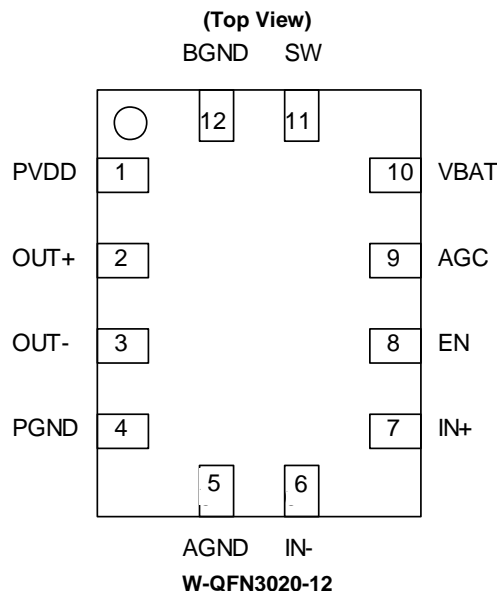 (Top View)
BGND SW
12 11
PVDD 1 10 VBAT
OUT+ 2 9 AGC
OUT- 3 8 EN
PGND 4 7 IN+
5 6
AGND IN-
W-QFN3020-12